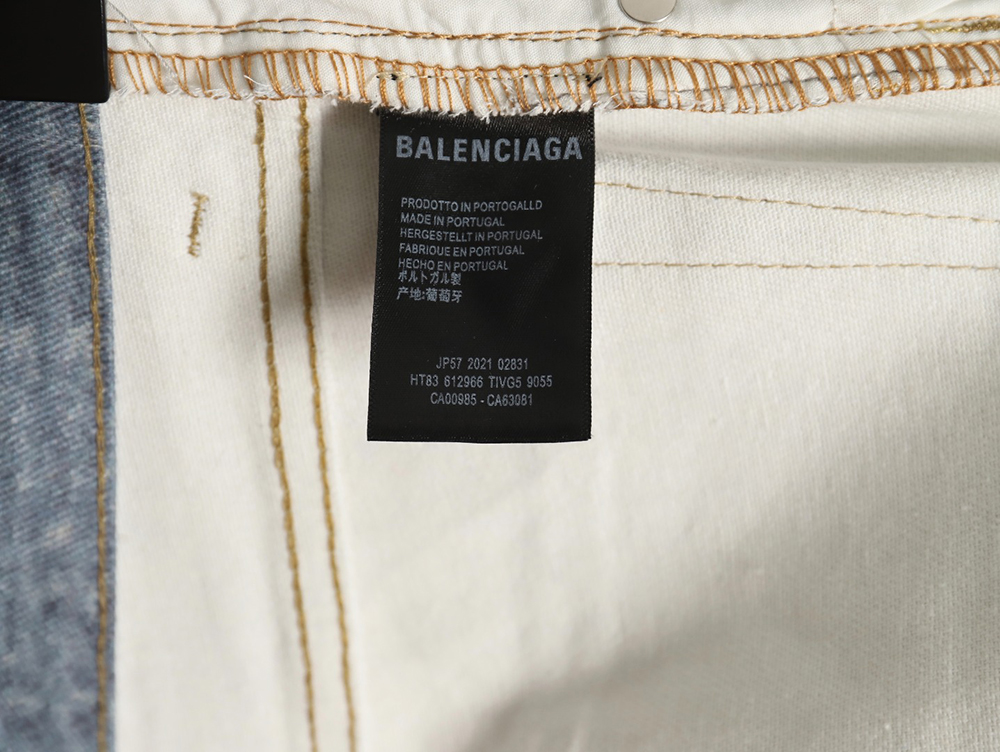 BALENCIAGA
PRODOTTO IN PORTOGALLD
MADE IN PORTUGAL
HERGESTELLT IN PORTUGAL
FABRIQUE EN PORTUGAL
HECHO EN PORTUGAL
ポルトガル製
产地:葡萄牙
JP57 2021 02831
HT83 612966 TIVG5 9055
CA00985 - CA63081